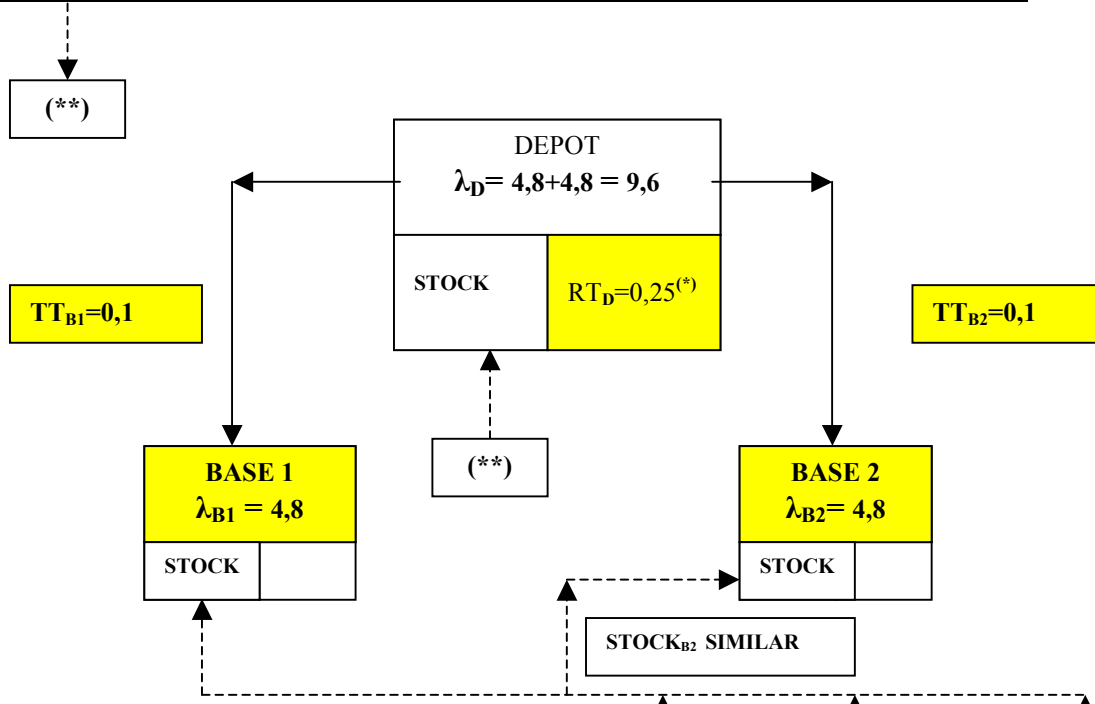 (**)
DEPOT
λD= 4,8+4,8 = 9,6
STOCK
RTD=0,25(*)
TTB1=0,1
TTB2=0,1
(**)
BASE 1
λB1 = 4,8
STOCK
BASE 2
λB2= 4,8
STOCK
STOCKB2 SIMILAR